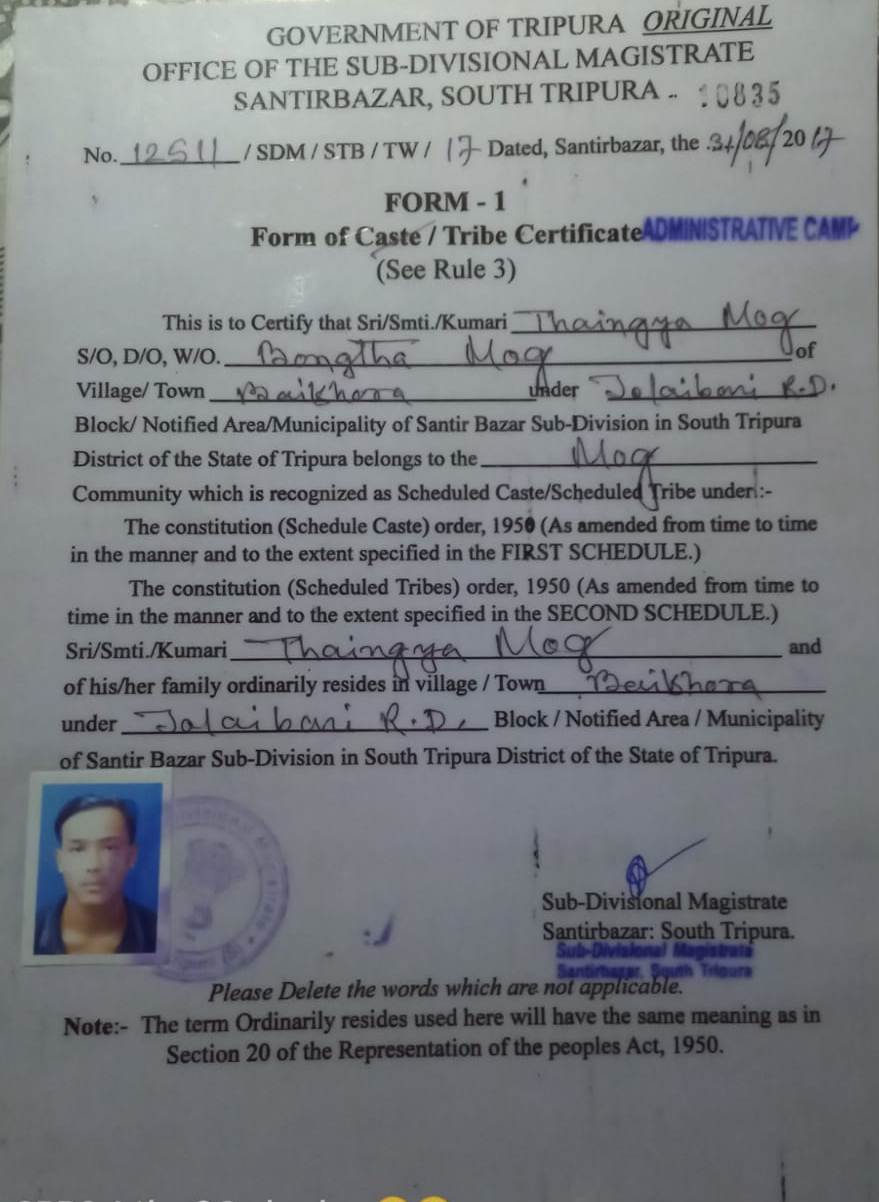 GOVERNMENT OF TRIPURA ORIGINAL
OFFICE OF THE SUB-DIVISIONAL MAGISTRATE
SANTIRBAZAR, SOUTH TRIPURA - 10835
No. 12511 / SDM / STB / TW / 17 Dated, Santirbazar, the 31/08/2017
FORM - 1
Form of Caste / Tribe Certificate ADMINISTRATIVE CAMP
(See Rule 3)
This is to Certify that Sri/Smti./Kumari Thaingya Mog
S/O, D/O, W/O. Bongtha Mog of
Village/ Town Baikhora under Jolaibari R.D.
Block/ Notified Area/Municipality of Santir Bazar Sub-Division in South Tripura
District of the State of Tripura belongs to the Mog
Community which is recognized as Scheduled Caste/Scheduled Tribe under:-
The constitution (Schedule Caste) order, 1950 (As amended from time to time
in the manner and to the extent specified in the FIRST SCHEDULE.)
The constitution (Scheduled Tribes) order, 1950 (As amended from time to
time in the manner and to the extent specified in the SECOND SCHEDULE.)
Sri/Smti./Kumari Thaingya Mog and
of his/her family ordinarily resides in village / Town Beikhora
under Jalaibari R.D. Block / Notified Area / Municipality
of Santir Bazar Sub-Division in South Tripura District of the State of Tripura.
Sub-Divisional Magistrate
Santirbazar: South Tripura.
Sub-Divisional Magistrate
Santirbazar, South Tripura
Please Delete the words which are not applicable.
Note:- The term Ordinarily resides used here will have the same meaning as in
Section 20 of the Representation of the peoples Act, 1950.